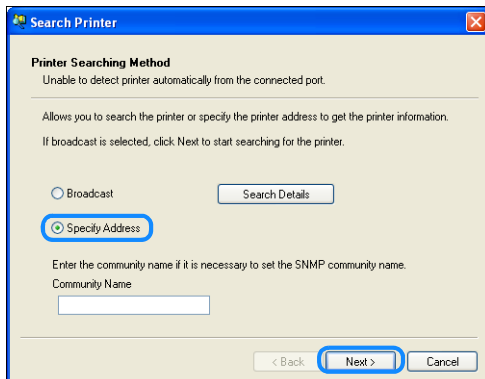 Search Printer
Printer Searching Method
Unable to detect printer automatically from the connected port.
Allows you to search the printer or specify the printer address to get the printer information.
If broadcast is selected, click Next to start searching for the printer.
Broadcast
Search Details
Specify Address
Enter the community name if it is necessary to set the SNMP community name.
Community Name
< Back
Next >
Cancel